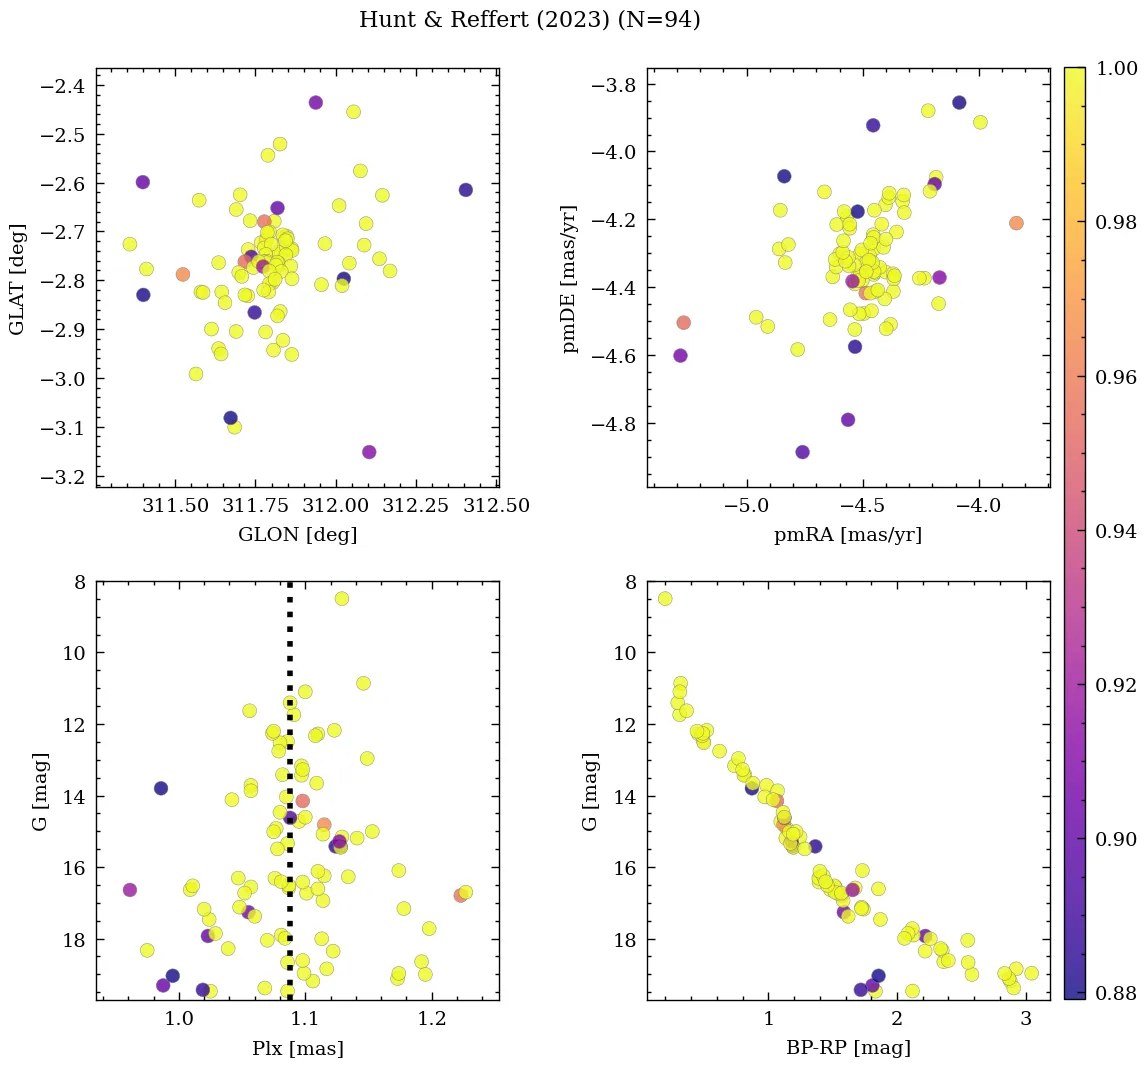 Hunt & Reffert (2023) (N=94)
−2.4
−2.5
−2.6
−2.7
−2.8
−2.9
−3.0
−3.1
−3.2
GLAT [deg]
311.50 311.75 312.00 312.25 312.50
GLON [deg]
−3.8
−4.0
−4.2
−4.4
−4.6
−4.8
pmDE [mas/yr]
−5.0 −4.5 −4.0
pmRA [mas/yr]
8
10
12
14
16
18
G [mag]
1.0 1.1 1.2
Plx [mas]
8
10
12
14
16
18
G [mag]
1 2 3
BP-RP [mag]
1.00
0.98
0.96
0.94
0.92
0.90
0.88